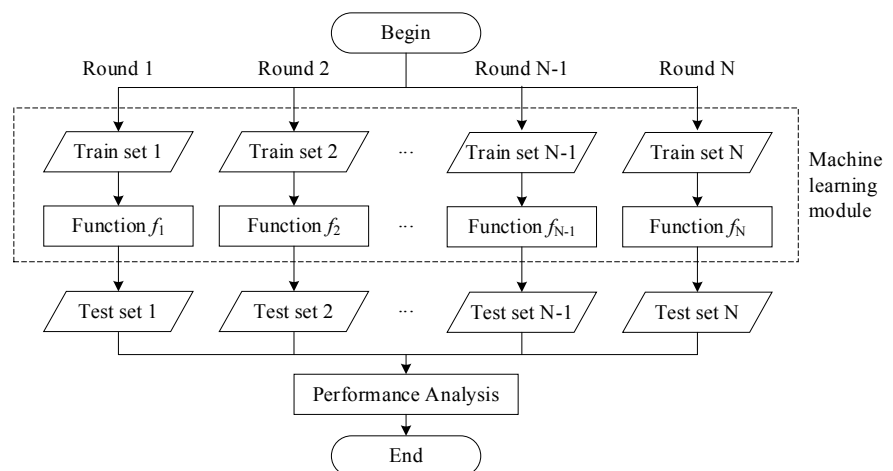 Begin
Round 1
Round 2
Round N-1
Round N
Train set 1
Train set 2
...
Train set N-1
Train set N
Machine
learning
module
Function f1
Function f2
...
Function fN-1
Function fN
Test set 1
Test set 2
...
Test set N-1
Test set N
Performance Analysis
End